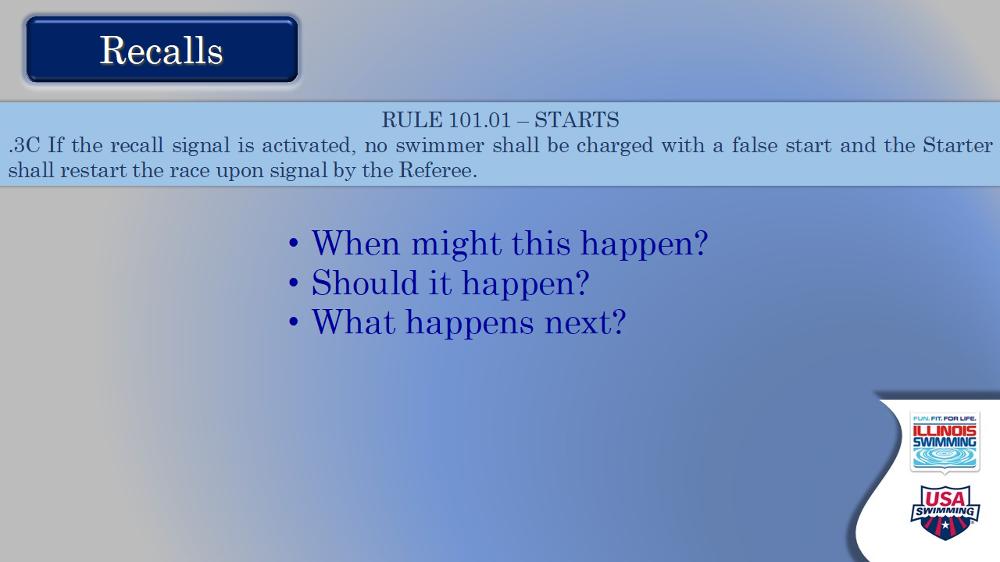 Recalls
RULE 101.01 – STARTS
.3C If the recall signal is activated, no swimmer shall be charged with a false start and the Starter
shall restart the race upon signal by the Referee.
• When might this happen?
• Should it happen?
• What happens next?
FUN. FIT. FOR LIFE.
ILLINOIS
SWIMMING
USA
SWIMMING